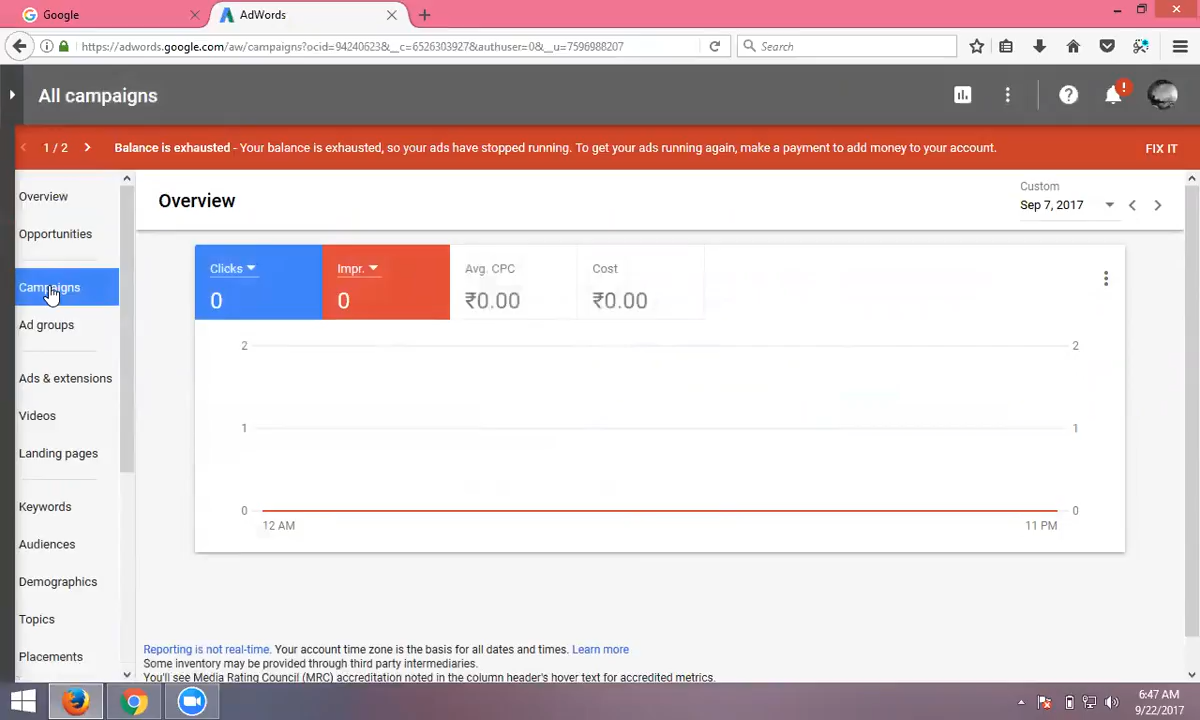 Google
AdWords
https://adwords.google.com/aw/campaigns?ocid=94240623&__c=6526303927&authuser=0&__u=7596988207
Search
All campaigns
!
1 / 2
Balance is exhausted - Your balance is exhausted, so your ads have stopped running. To get your ads running again, make a payment to add money to your account.
FIX IT
Overview
Opportunities
Campaigns
Ad groups
Ads & extensions
Videos
Landing pages
Keywords
Audiences
Demographics
Topics
Placements
Overview
Custom
Sep 7, 2017
Clicks
0
Impr.
0
Avg. CPC
₹0.00
Cost
₹0.00
2
2
1
1
0
0
12 AM
11 PM
Reporting is not real-time. Your account time zone is the basis for all dates and times. Learn more
Some inventory may be provided through third party intermediaries.
You'll see Media Rating Council (MRC) accreditation noted in the column header's hover text for accredited metrics.
6:47 AM
9/22/2017